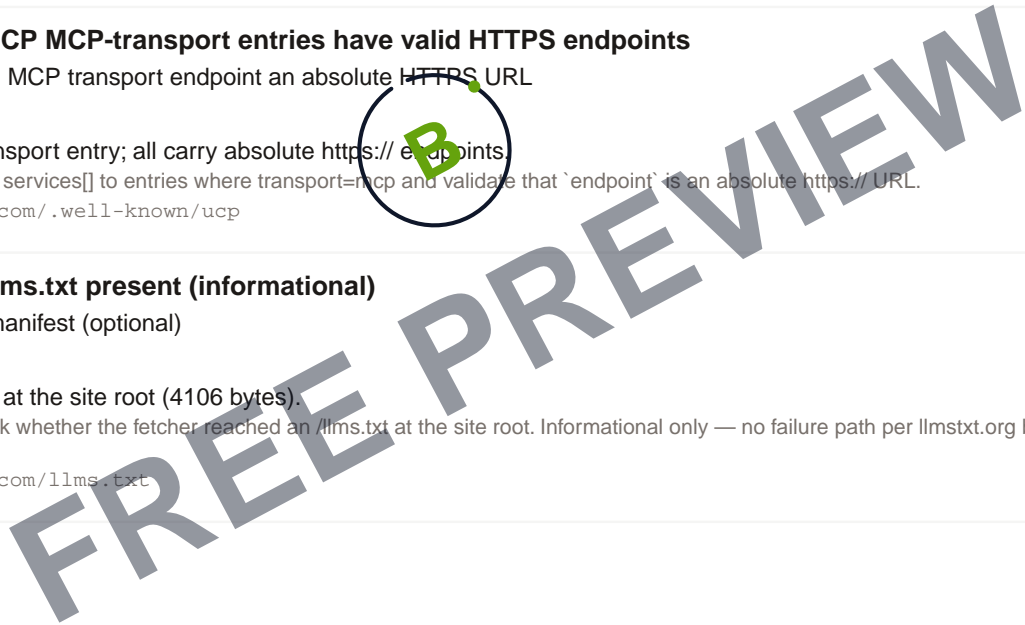 CP MCP-transport entries have valid HTTPS endpoints
MCP transport endpoint an absolute HTTPS URL
nsport entry; all carry absolute https:// endpoints.
services[] to entries where transport=mcp and validate that `endpoint` is an absolute https:// URL.
com/.well-known/ucp
B
ms.txt present (informational)
manifest (optional)
at the site root (4106 bytes).
k whether the fetcher reached an /llms.txt at the site root. Informational only — no failure path per llmstxt.org
com/llms.txt
FREE PREVIEW